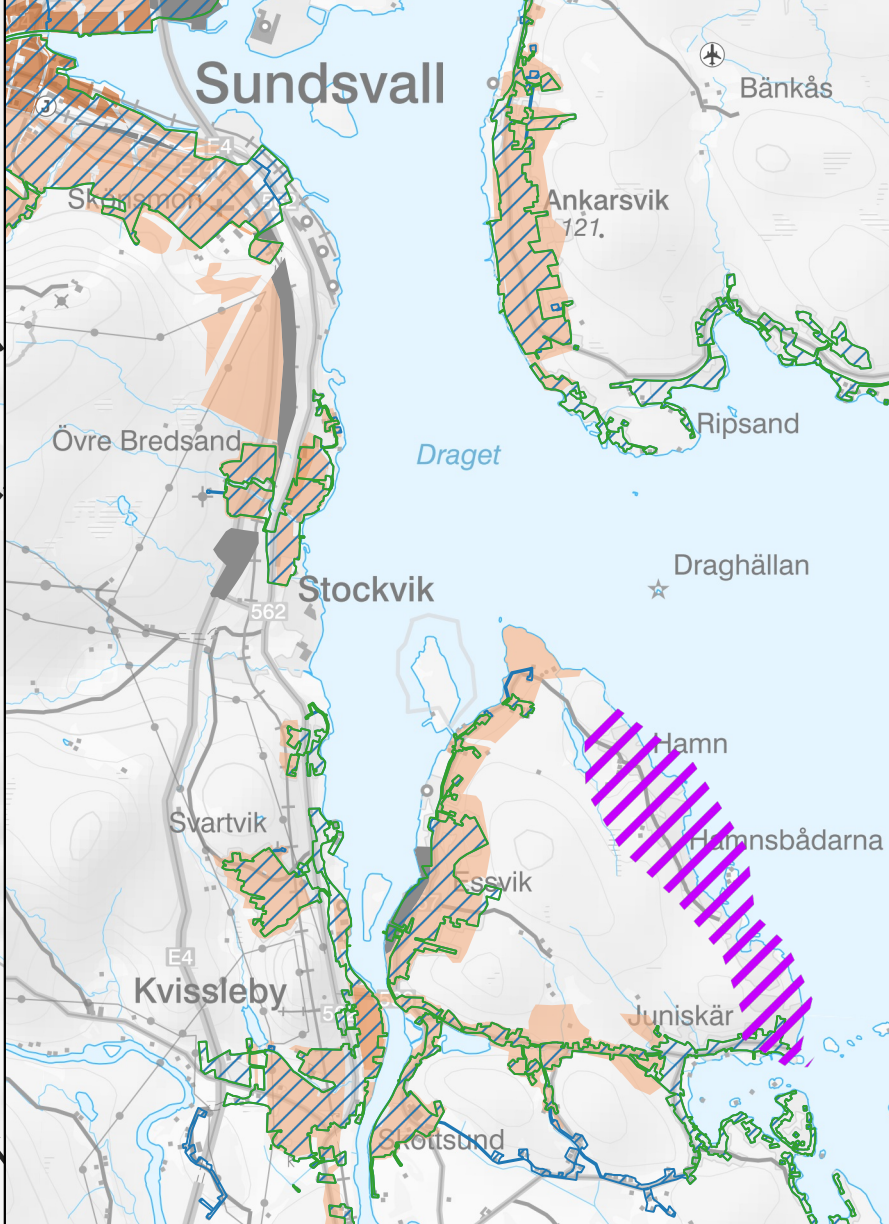 Sundsvall
Bänkås
J
E4
Skönsmon
Ankarsvik
121.
Övre Bredsand
Draget
Ripsand
Draghällan
Stockvik
562
Hamn
Svartvik
Hamnsbådarna
Essvik
E4
Kvissleby
Juniskär
Skottsund